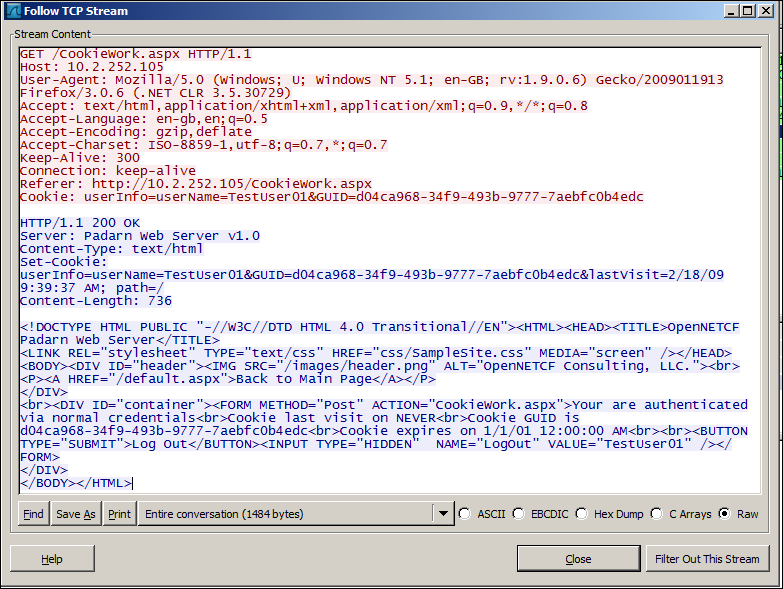 Follow TCP Stream
Stream Content
GET /CookieWork.aspx HTTP/1.1
Host: 10.2.252.105
User-Agent: Mozilla/5.0 (Windows; U; Windows NT 5.1; en-GB; rv:1.9.0.6) Gecko/2009011913
Firefox/3.0.6 (.NET CLR 3.5.30729)
Accept: text/html,application/xhtml+xml,application/xml;q=0.9,*/*;q=0.8
Accept-Language: en-gb,en;q=0.5
Accept-Encoding: gzip,deflate
Accept-Charset: ISO-8859-1,utf-8;q=0.7,*;q=0.7
Keep-Alive: 300
Connection: keep-alive
Referer: http://10.2.252.105/CookieWork.aspx
Cookie: userInfo=userName=TestUser01&GUID=d04ca968-34f9-493b-9777-7aebfc0b4edc
HTTP/1.1 200 OK
Server: Padarn Web Server v1.0
Content-Type: text/html
Set-Cookie:
userInfo=userName=TestUser01&GUID=d04ca968-34f9-493b-9777-7aebfc0b4edc&lastVisit=2/18/09
9:39:37 AM; path=/
Content-Length: 736
<!DOCTYPE HTML PUBLIC "-//W3C//DTD HTML 4.0 Transitional//EN"><HTML><HEAD><TITLE>OpenNETCF
Padarn Web Server</TITLE>
<LINK REL="stylesheet" TYPE="text/css" HREF="css/SampleSite.css" MEDIA="screen" /></HEAD>
<BODY><DIV ID="header"><IMG SRC="/images/header.png" ALT="OpenNETCF Consulting, LLC."><br>
<P><A HREF="/default.aspx">Back to Main Page</A></P>
</DIV>
<br><DIV ID="container"><FORM METHOD="Post" ACTION="CookieWork.aspx">Your are authenticated
via normal credentials<br>Cookie last visit on NEVER<br>Cookie GUID is
d04ca968-34f9-493b-9777-7aebfc0b4edc<br>Cookie expires on 1/1/01 12:00:00 AM<br><br><BUTTON
TYPE="SUBMIT">Log Out</BUTTON><INPUT TYPE="HIDDEN"  NAME="LogOut" VALUE="TestUser01" /></
FORM>
</DIV>
</BODY></HTML>
Find Save As Print Entire conversation (1484 bytes) ASCII EBCDIC Hex Dump C Arrays Raw
Help Close Filter Out This Stream